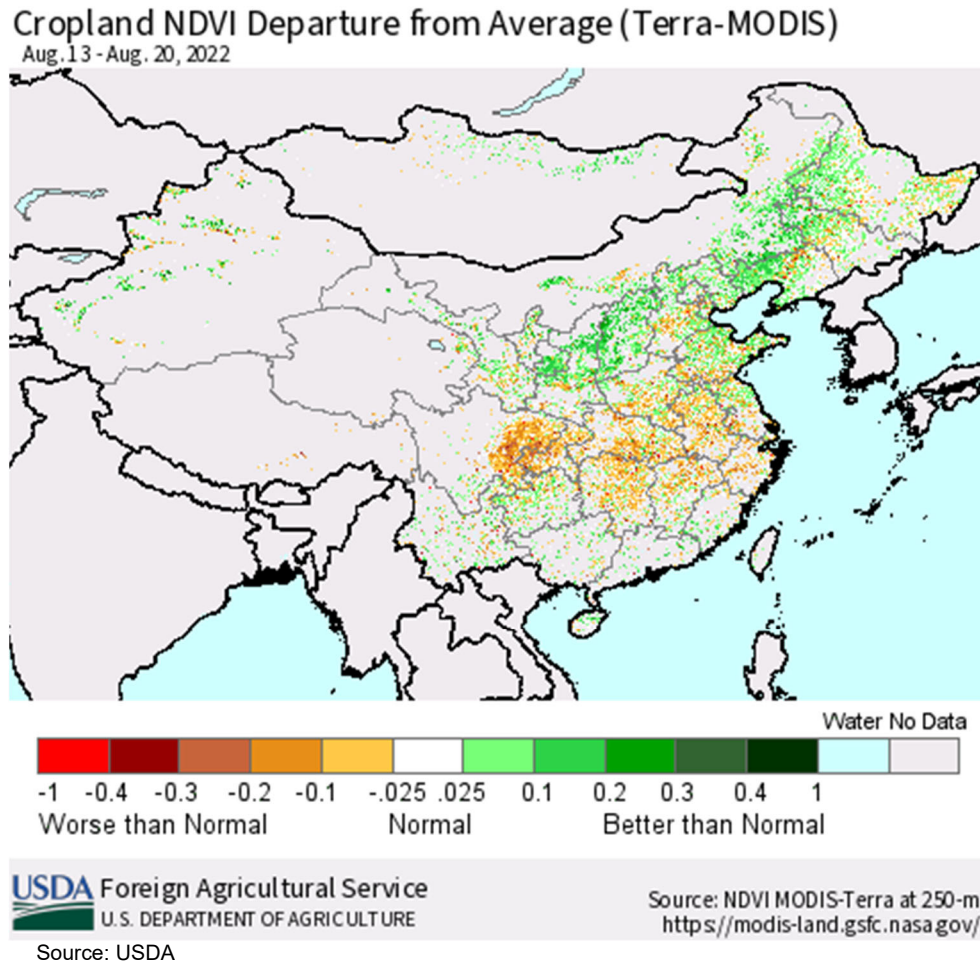 Cropland NDVI Departure from Average (Terra-MODIS)
Aug. 13 - Aug. 20, 2022
Water No Data
-1 -0.4 -0.3 -0.2 -0.1 -.025 .025 0.1 0.2 0.3 0.4 1
Worse than Normal Normal Better than Normal
USDA Foreign Agricultural Service
U.S. DEPARTMENT OF AGRICULTURE
Source: NDVI MODIS-Terra at 250-m
https://modis-land.gsfc.nasa.gov/
Source: USDA